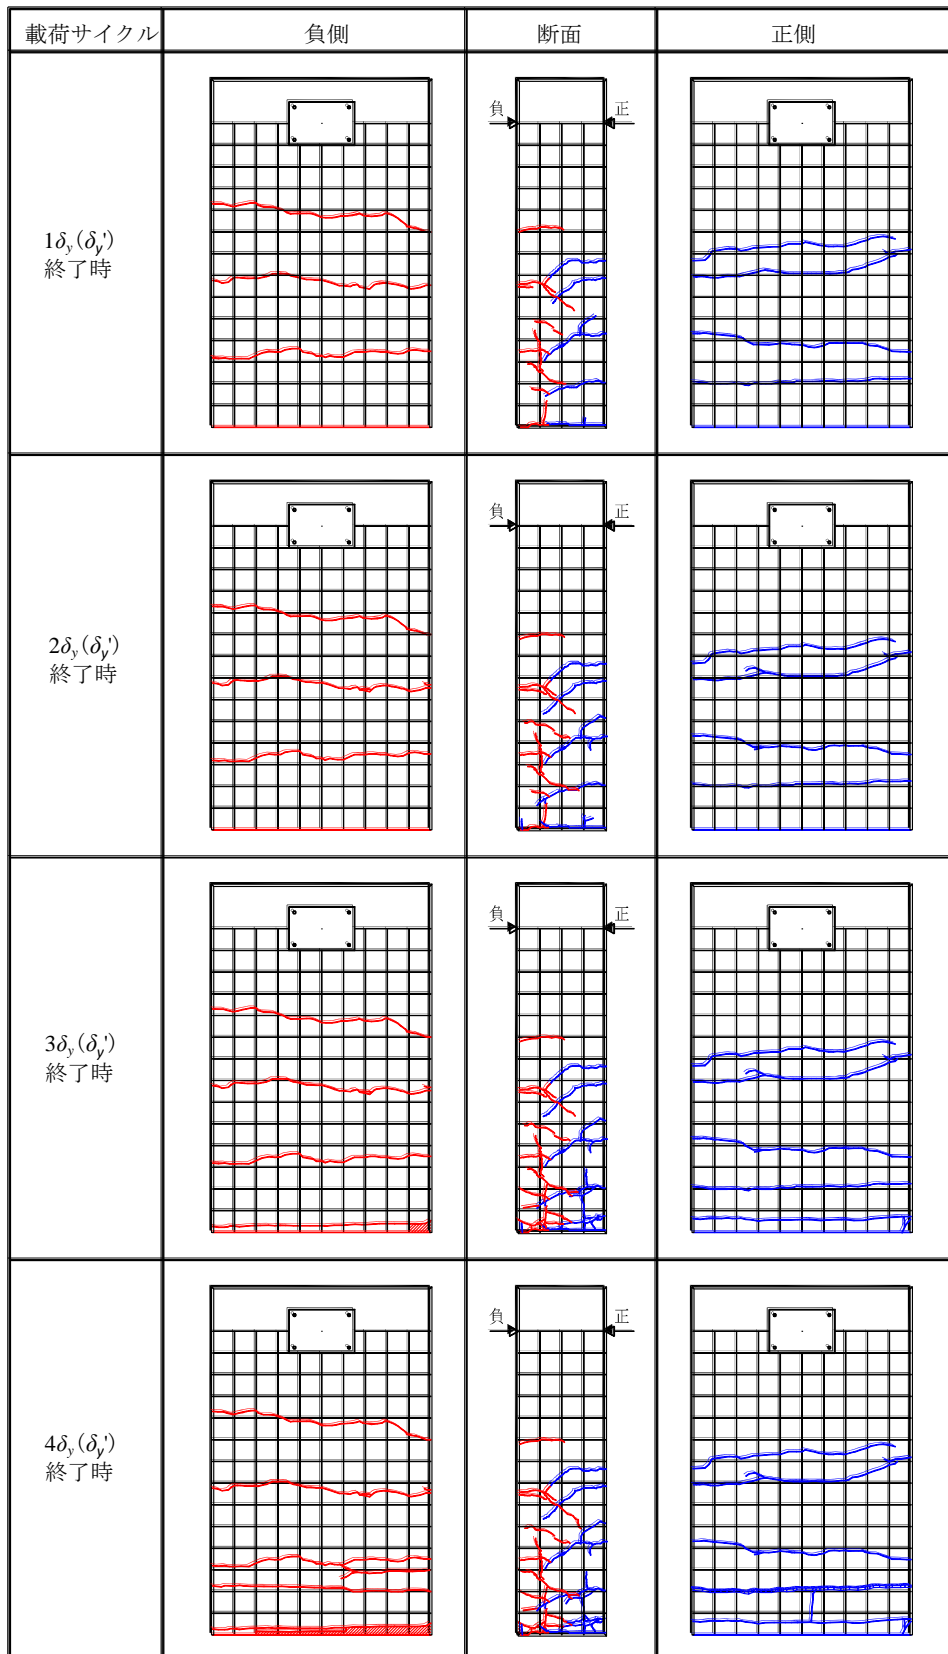 載荷サイクル 負側 断面 正側
負 正
1δy(δy')
終了時
負 正
2δy(δy')
終了時
負 正
3δy(δy')
終了時
負 正
4δy(δy')
終了時